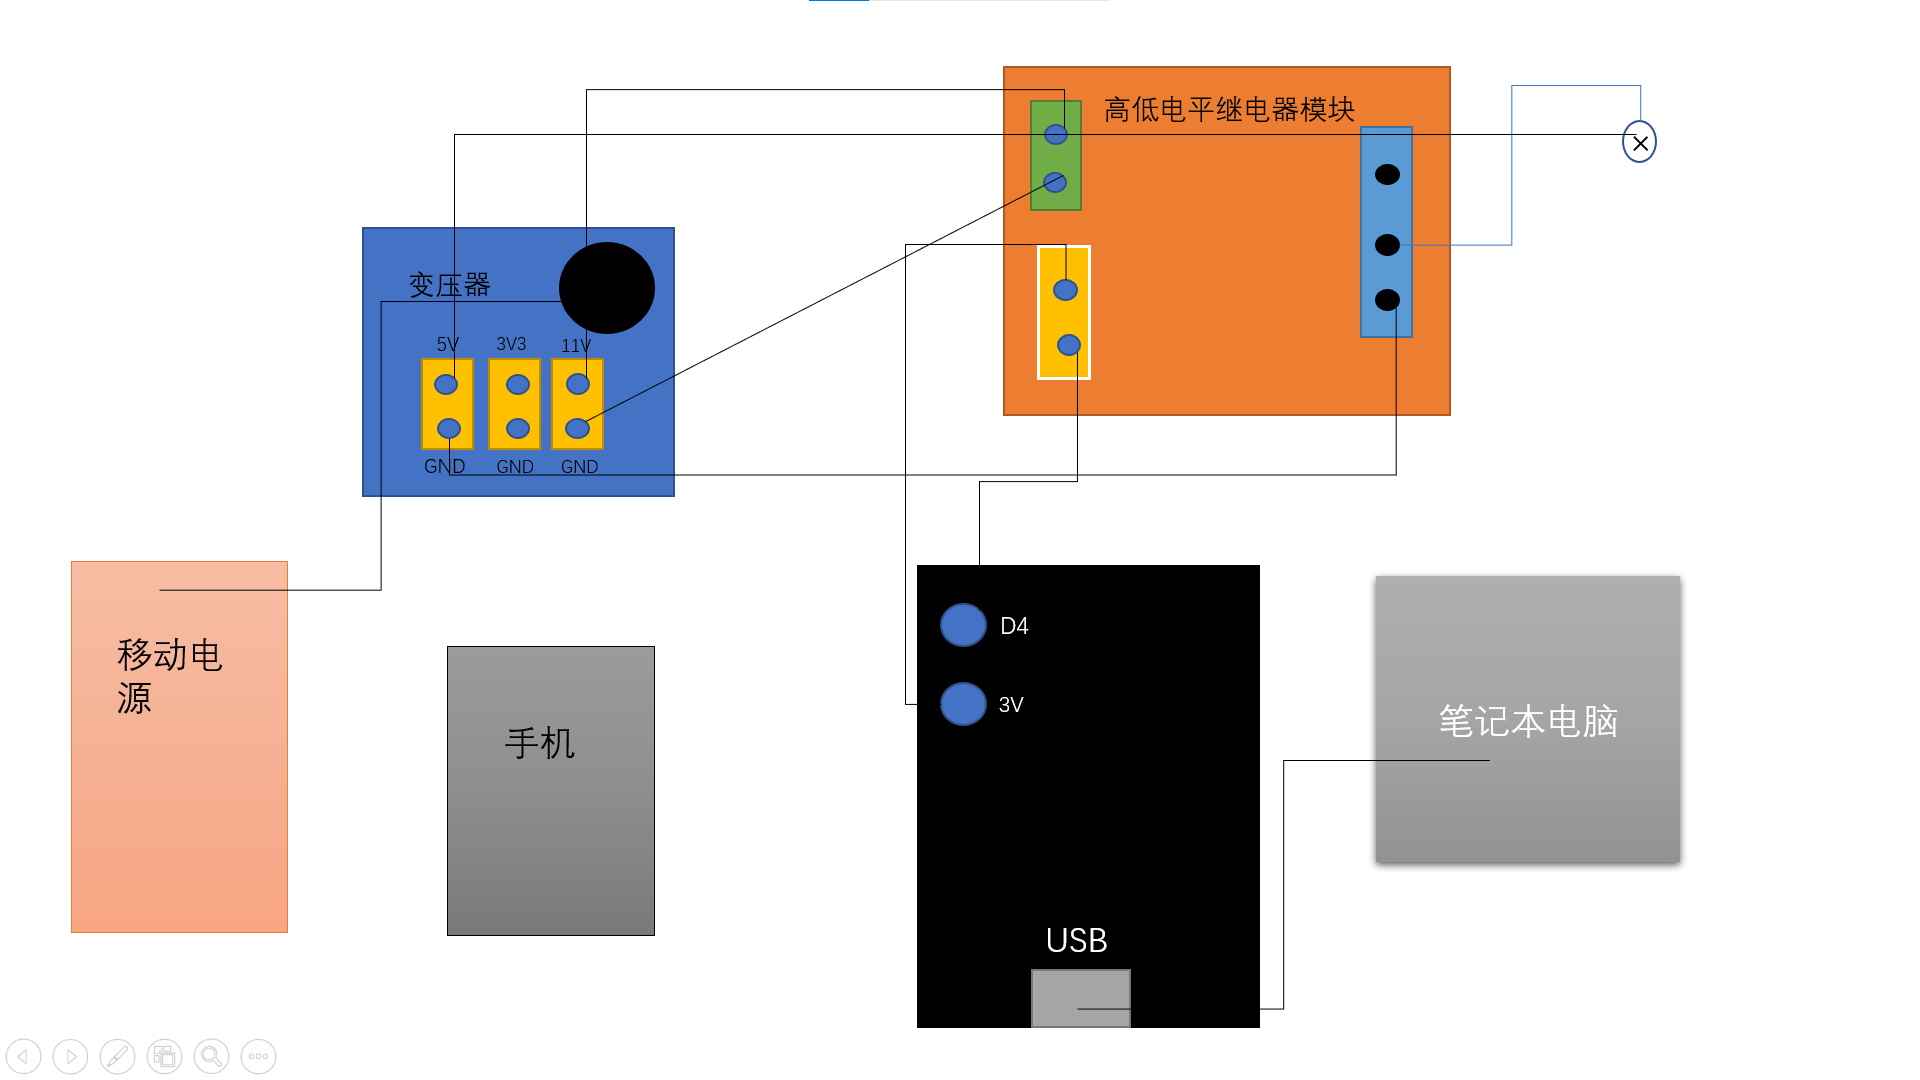 高低电平继电器模块
变压器
5V
3V3
11V
GND
GND
GND
移动电
源
手机
D4
3V
USB
笔记本电脑